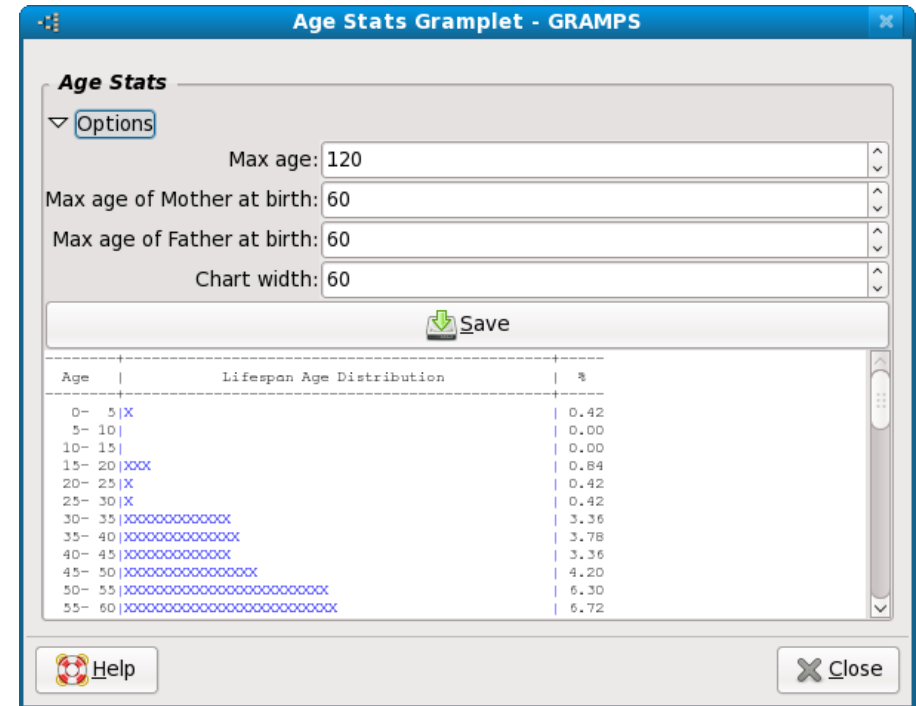 Age Stats Gramplet - GRAMPS
Age Stats
Options
Max age: 120
Max age of Mother at birth: 60
Max age of Father at birth: 60
Chart width: 60
Save
--------+------------------------------------------------+-----
Age | Lifespan Age Distribution | %
--------+------------------------------------------------+-----
0- 5|X | 0.42
5- 10| | 0.00
10- 15| | 0.00
15- 20|XXX | 0.84
20- 25|X | 0.42
25- 30|X | 0.42
30- 35|XXXXXXXXXXXX | 3.36
35- 40|XXXXXXXXXXXXX | 3.78
40- 45|XXXXXXXXXXXX | 3.36
45- 50|XXXXXXXXXXXXXXX | 4.20
50- 55|XXXXXXXXXXXXXXXXXXXXXXX | 6.30
55- 60|XXXXXXXXXXXXXXXXXXXXXXXX | 6.72
Help Close